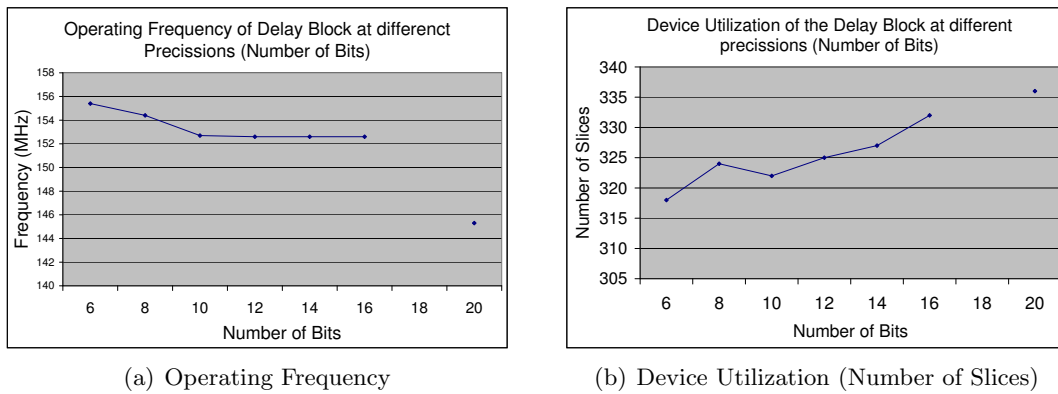 Operating Frequency of Delay Block at differenct
Precissions (Number of Bits)
158
156
154
152
150
148
146
144
142
140
Frequency (MHz)
6 8 10 12 14 16 20
Number of Bits
(a) Operating Frequency
Device Utilization of the Delay Block at different
precissions (Number of Bits)
340
335
330
325
320
315
310
305
Number of Slices
6 8 10 12 14 16 20
Number of Bits
(b) Device Utilization (Number of Slices)